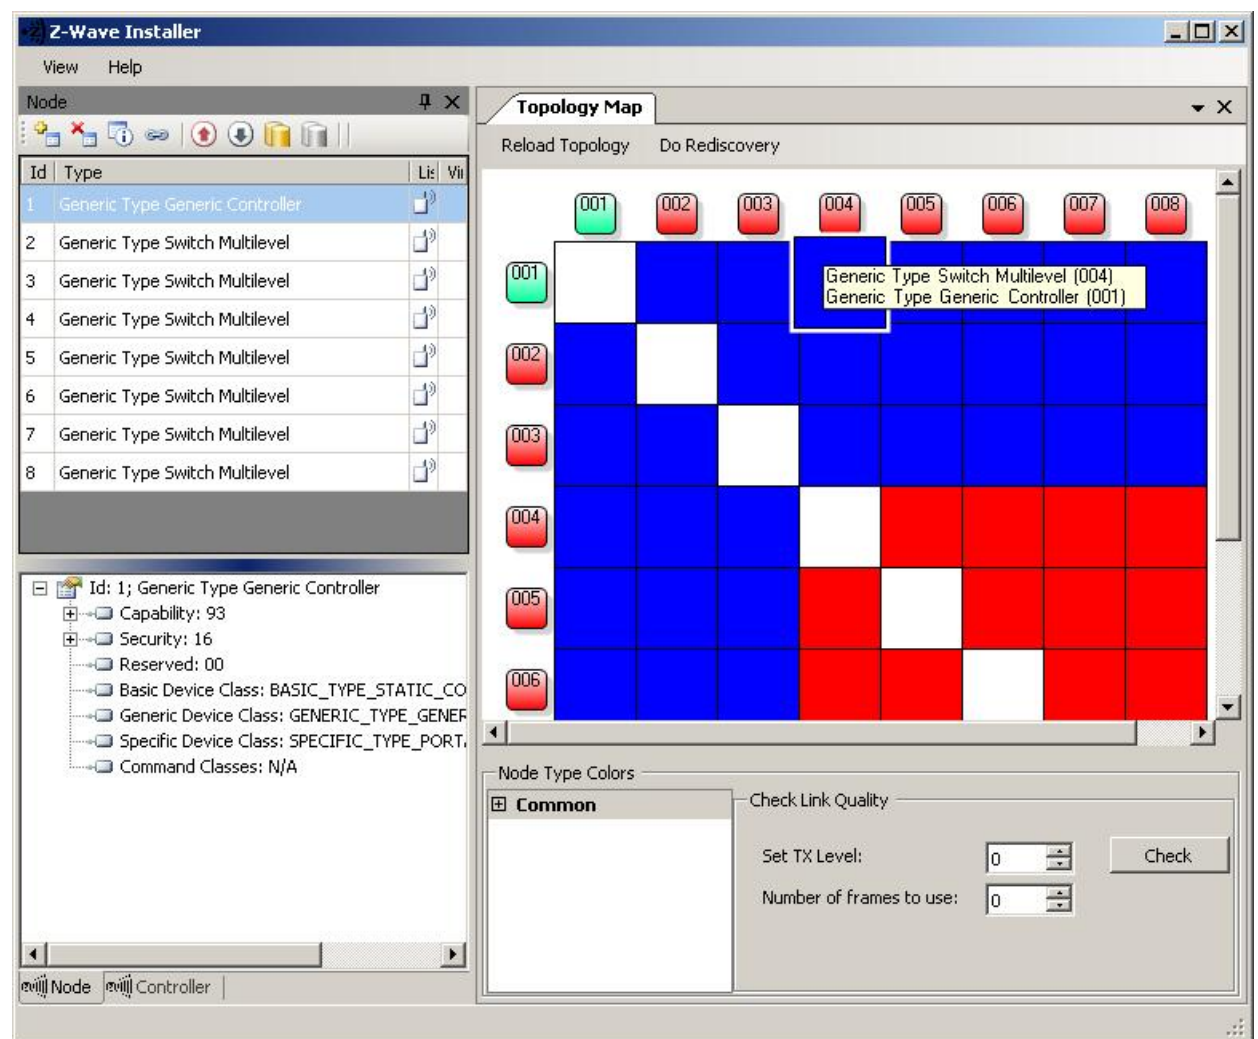 Z-Wave Installer
View Help
Node
Id Type Lis Vii
1 Generic Type Generic Controller
2 Generic Type Switch Multilevel
3 Generic Type Switch Multilevel
4 Generic Type Switch Multilevel
5 Generic Type Switch Multilevel
6 Generic Type Switch Multilevel
7 Generic Type Switch Multilevel
8 Generic Type Switch Multilevel
Id: 1; Generic Type Generic Controller
Capability: 93
Security: 16
Reserved: 00
Basic Device Class: BASIC_TYPE_STATIC_CO
Generic Device Class: GENERIC_TYPE_GENER
Specific Device Class: SPECIFIC_TYPE_PORT
Command Classes: N/A
Node Controller
Topology Map
Reload Topology Do Rediscovery
001 002 003 004 005 006 007 008
001
Generic Type Switch Multilevel (004)
Generic Type Generic Controller (001)
002
003
004
005
006
Node Type Colors
Common
Check Link Quality
Set TX Level: 0 Check
Number of frames to use: 0